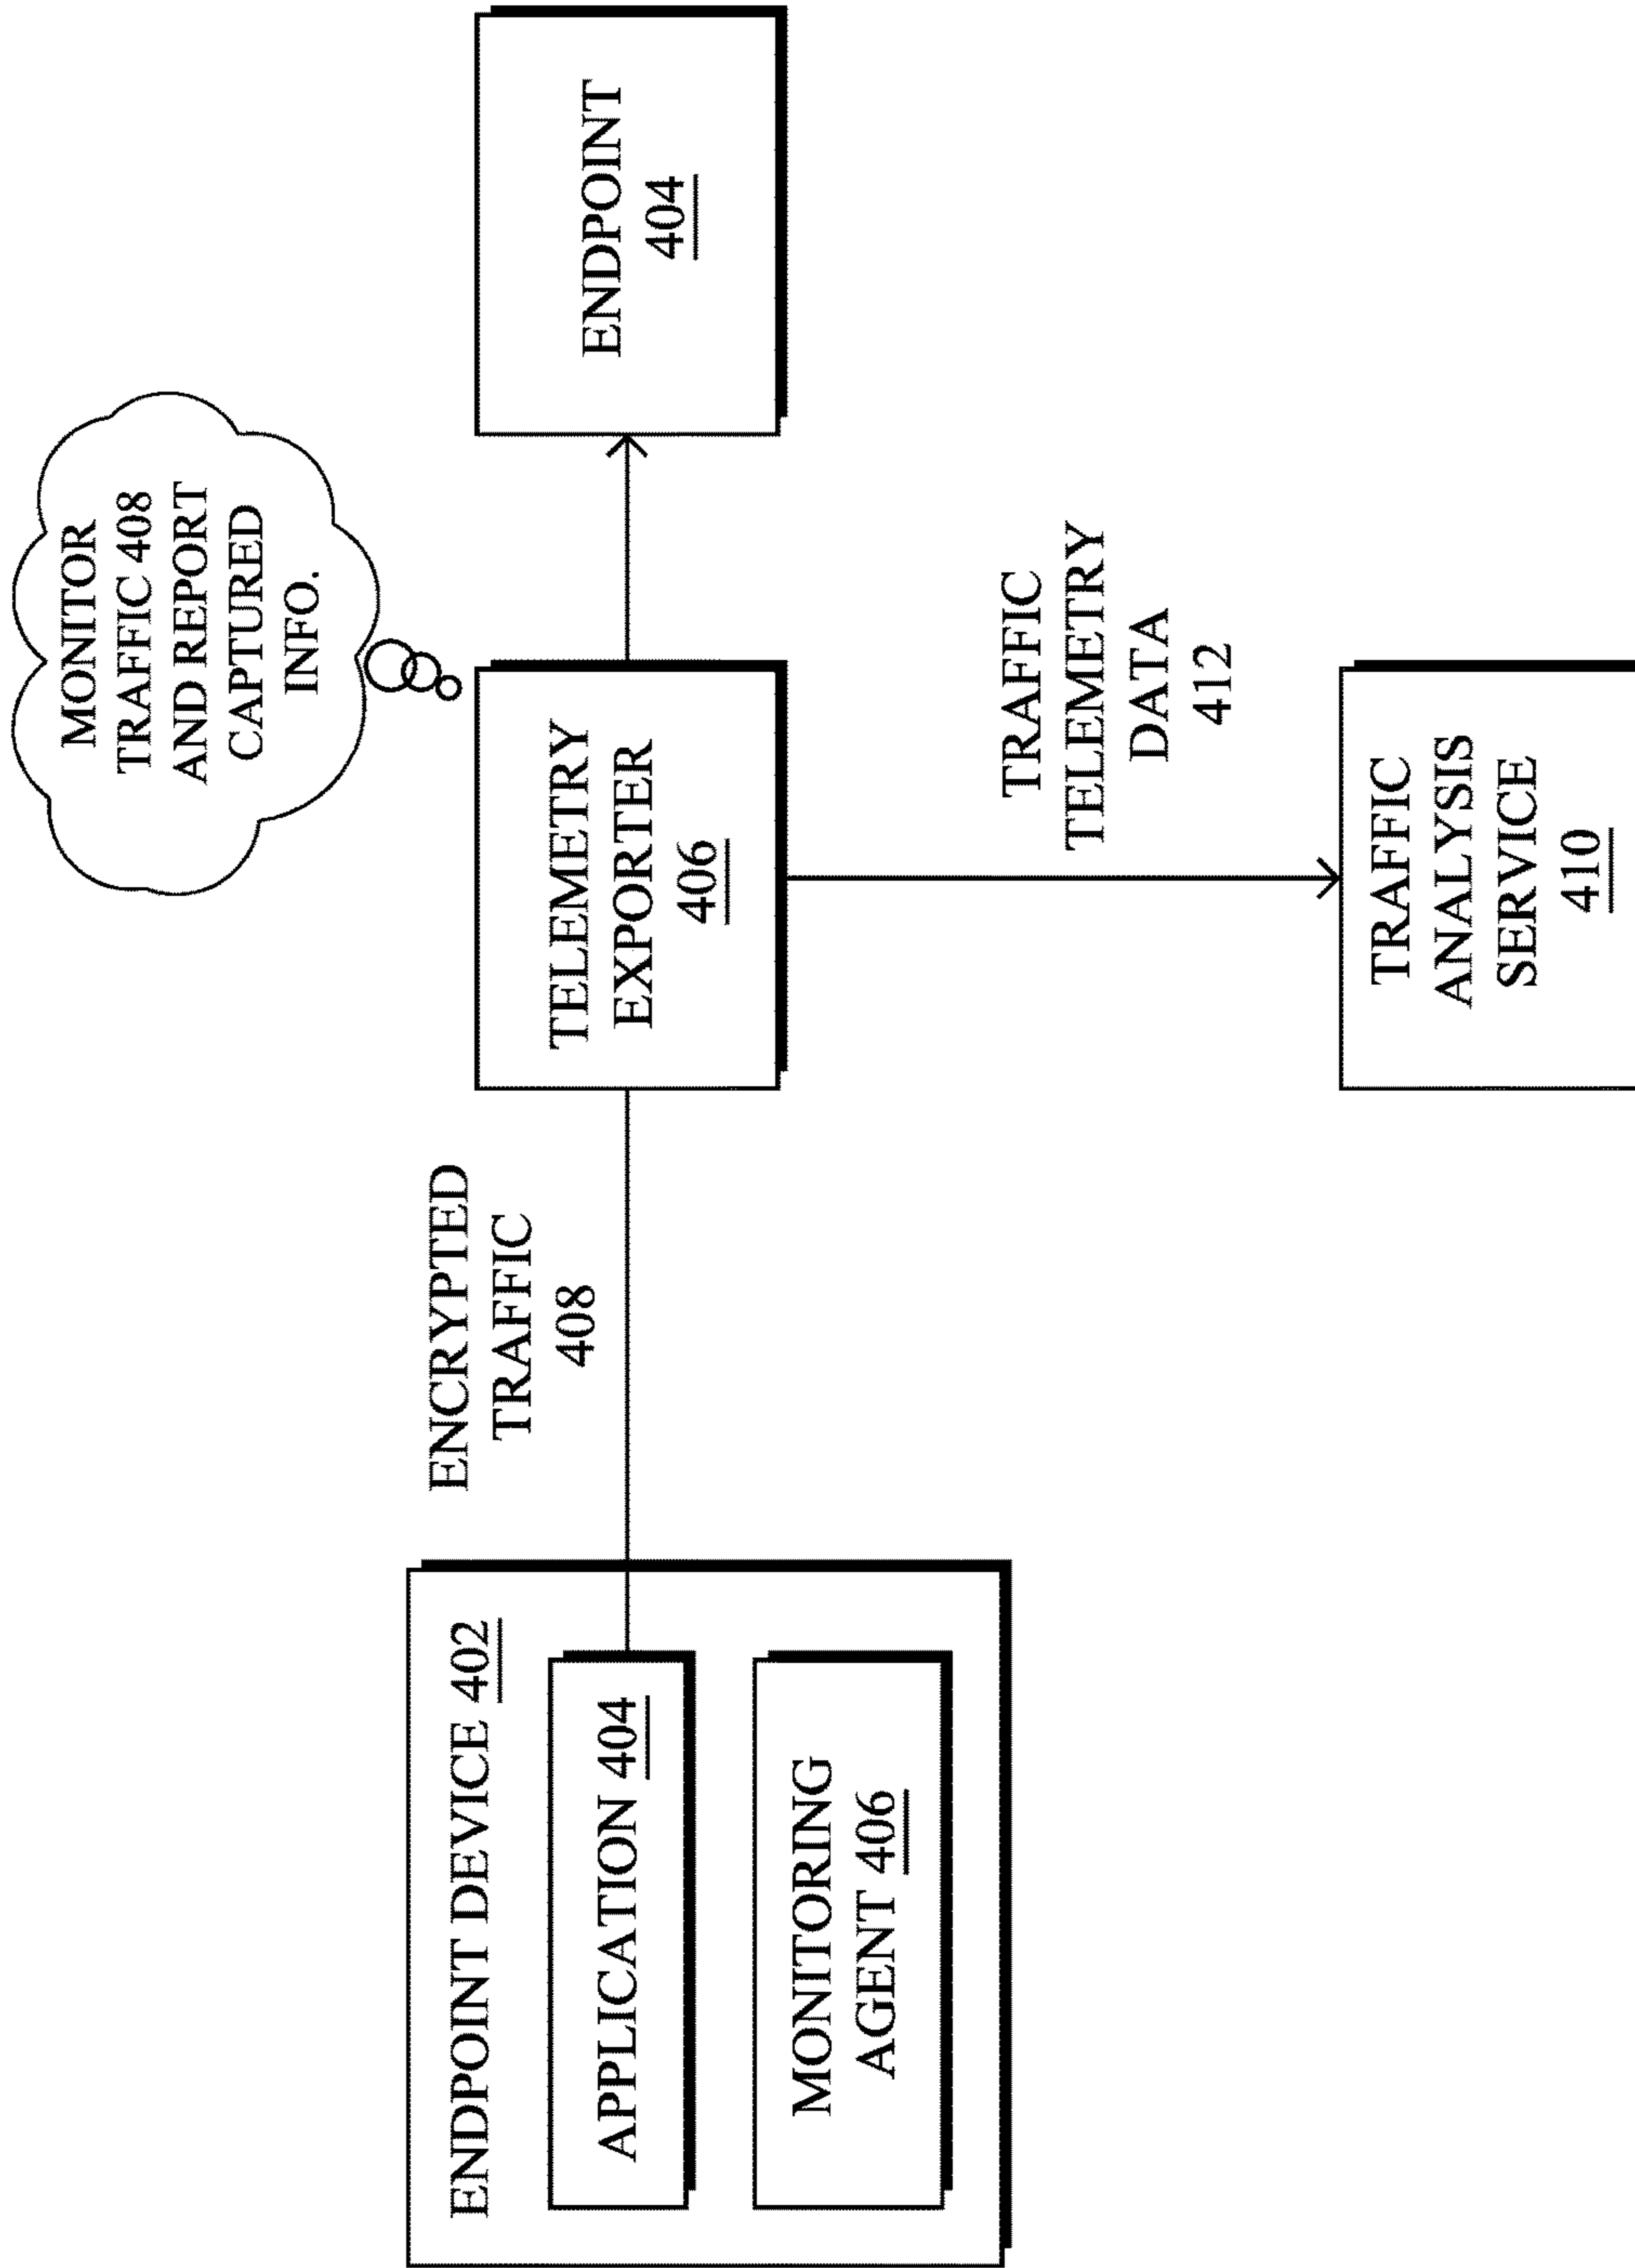 MONITOR
TRAFFIC 408
AND REPORT
CAPTURED
INFO.
ENDPOINT DEVICE 402
APPLICATION 404
MONITORING
AGENT 406
ENCRYPTED
TRAFFIC
408
TELEMETRY
EXPORTER
406
ENDPOINT
404
TRAFFIC
TELEMETRY
DATA
412
TRAFFIC
ANALYSIS
SERVICE
410